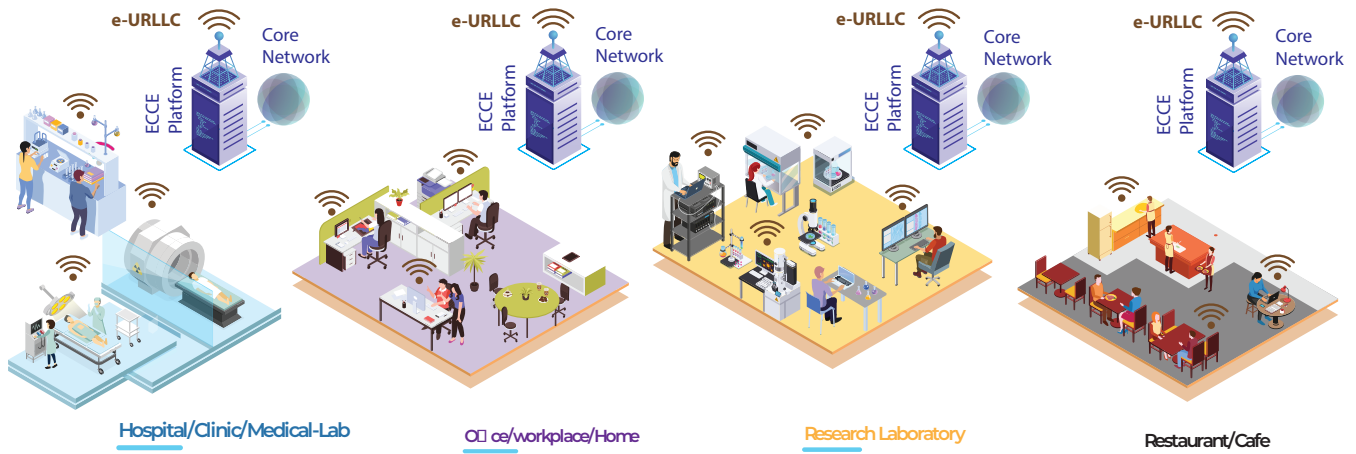 e-URLLC
Core
Network
ECCE
Platform
e-URLLC
Core
Network
ECCE
Platform
e-URLLC
Core
Network
ECCE
Platform
e-URLLC
Core
Network
ECCE
Platform
Hospital/Clinic/Medical-Lab
O□ce/workplace/Home
Research Laboratory
Restaurant/Cafe